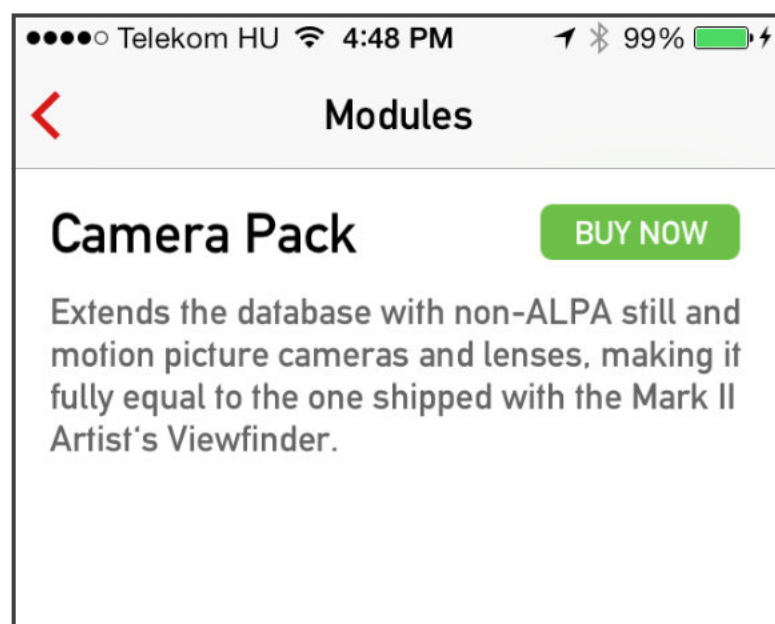 Telekom HU 4:48 PM 99%
Modules
Camera Pack
BUY NOW
Extends the database with non-ALPA still and
motion picture cameras and lenses, making it
fully equal to the one shipped with the Mark II
Artist's Viewfinder.